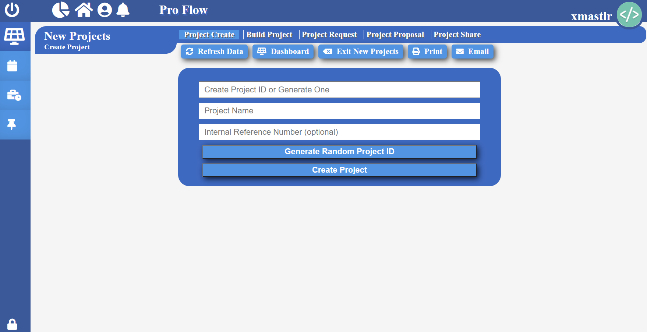 Pro Flow
xmastir
New Projects
Create Project
Project Create
Build Project
Project Request
Project Proposal
Project Share
Refresh Data
Dashboard
Exit New Projects
Print
Email
Create Project ID or Generate One
Project Name
Internal Reference Number (optional)
Generate Random Project ID
Create Project